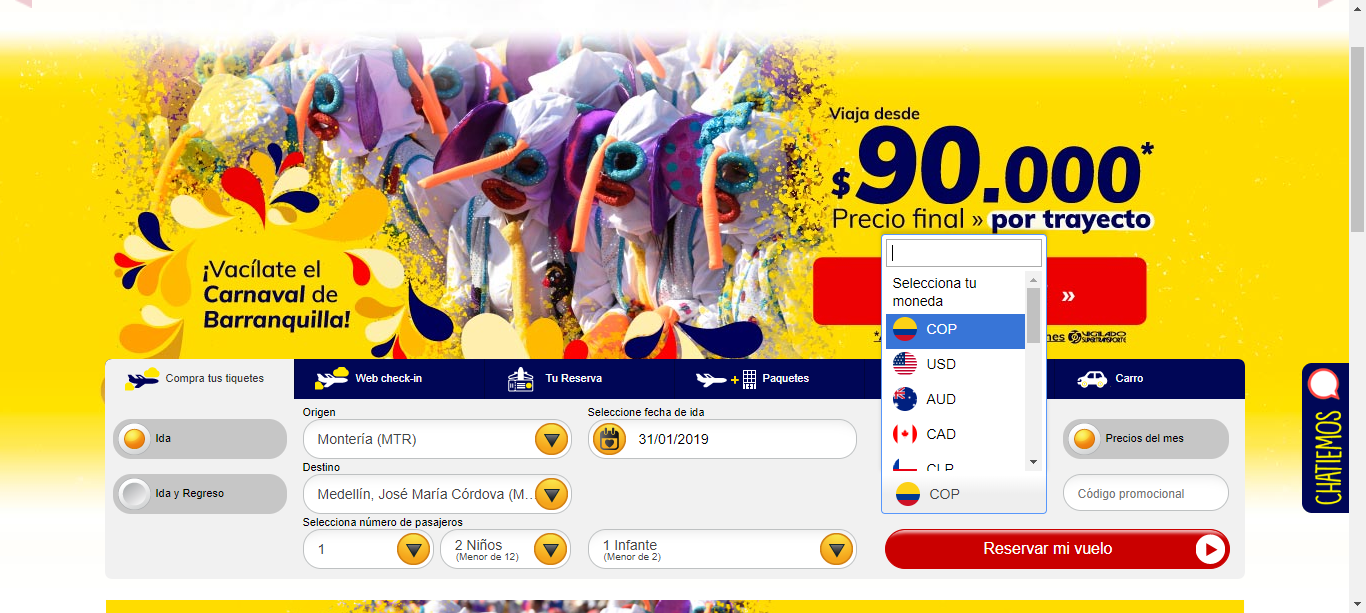 Viaja desde
$90.000*
Precio final » por trayecto
¡Vacílate el
Carnaval de
Barranquilla!
»
VIGILADO
SUPERTRANSPORTE
Compra tus tiquetes
Web check-in
Tu Reserva
Paquetes
Carro
Selecciona tu
moneda
COP
USD
AUD
CAD
CLP
COP
Ida
Ida y Regreso
Origen
Montería (MTR)
Destino
Medellín, José María Córdova (M...
Selecciona número de pasajeros
1
2 Niños
(Menor de 12)
1 Infante
(Menor de 2)
Seleccione fecha de ida
31/01/2019
Precios del mes
Código promocional
Reservar mi vuelo
CHATIEMOS